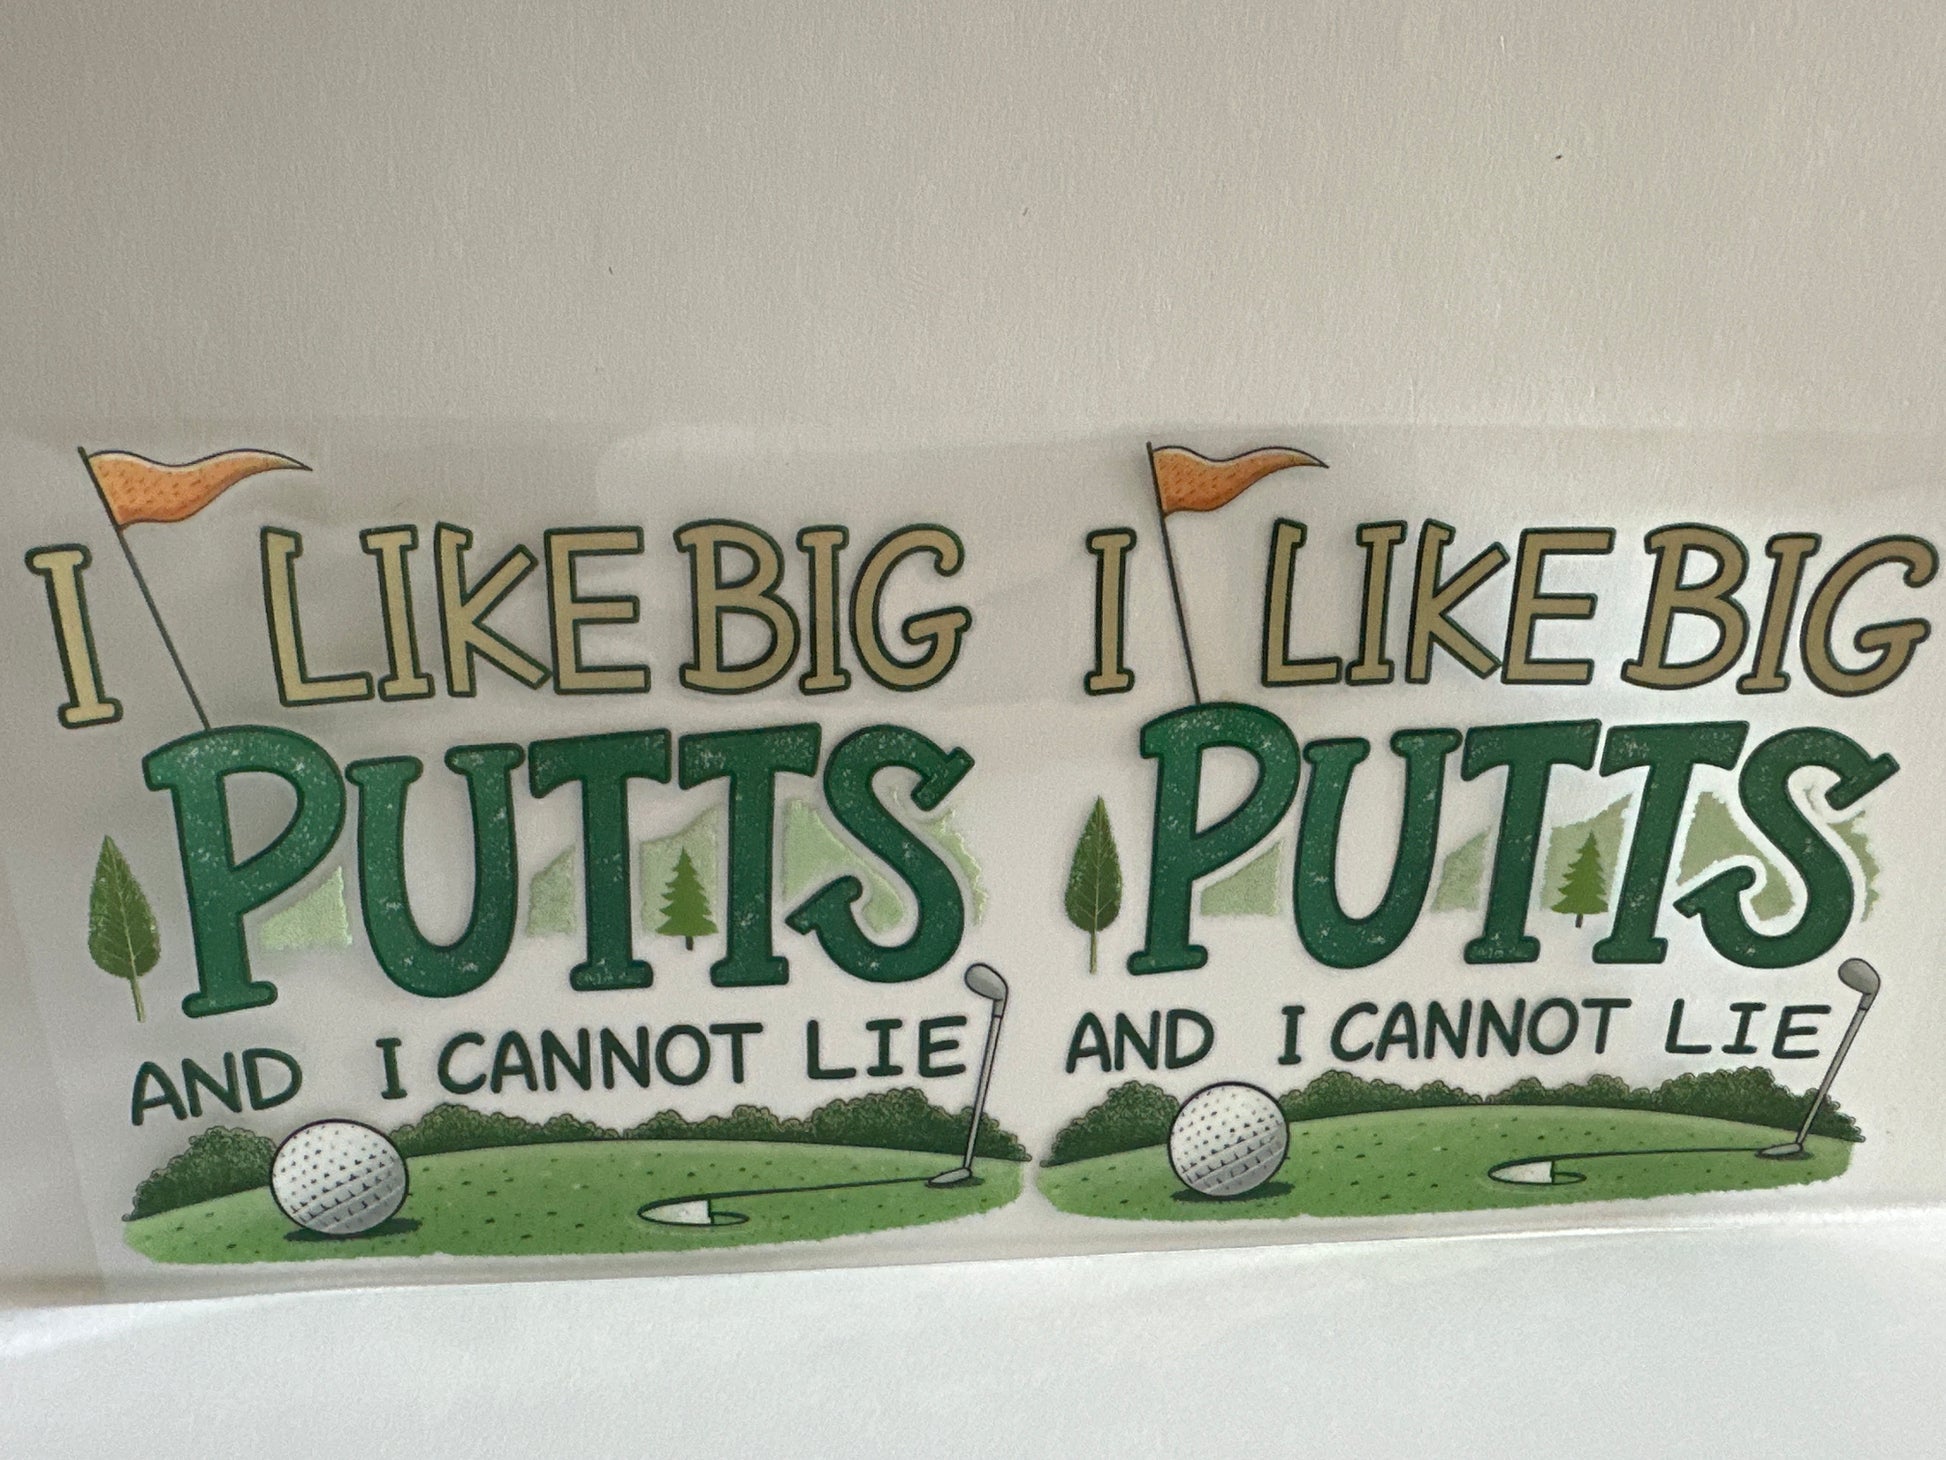 I LIKE BIG
PUTTS
AND I CANNOT LIE
I LIKE BIG
PUTTS
AND I CANNOT LIE